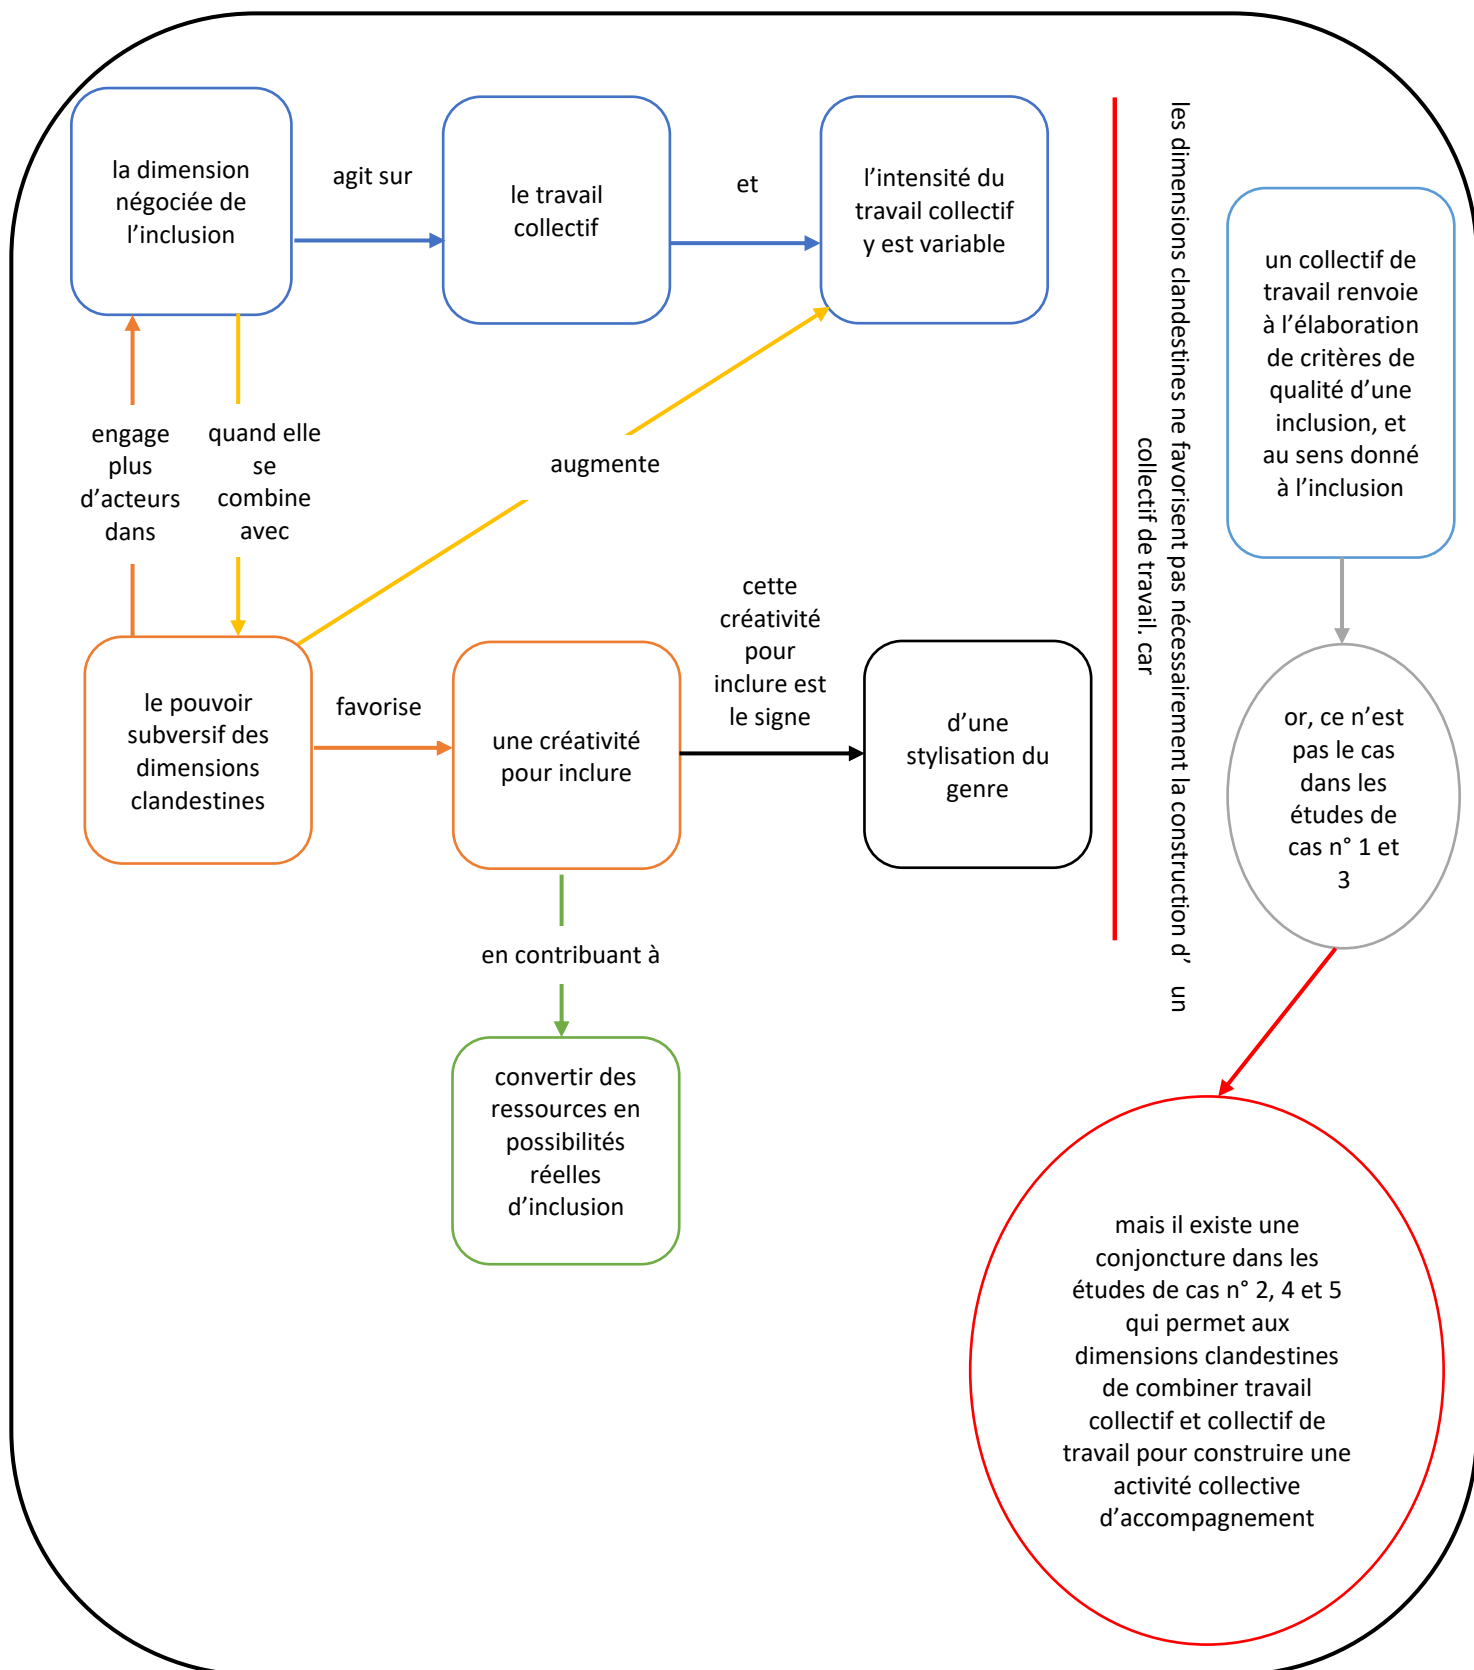 la dimension
négociée de
l’inclusion
agit sur
le travail
collectif
et
l’intensité du
travail collectif
y est variable
engage
plus
d’acteurs
dans
quand elle
se
combine
avec
augmente
le pouvoir
subversif des
dimensions
clandestines
favorise
une créativité
pour inclure
cette
créativité
pour
inclure est
le signe
d’une
stylisation du
genre
en contribuant à
convertir des
ressources en
possibilités
réelles
d’inclusion
les dimensions clandestines ne favorisent pas nécessairement la construction d’ un
collectif de travail. car
un collectif de
travail renvoie
à l’élaboration
de critères de
qualité d’une
inclusion, et
au sens donné
à l’inclusion
or, ce n’est
pas le cas
dans les
études de
cas n° 1 et
3
mais il existe une
conjoncture dans les
études de cas n° 2, 4 et 5
qui permet aux
dimensions clandestines
de combiner travail
collectif et collectif de
travail pour construire une
activité collective
d’accompagnement